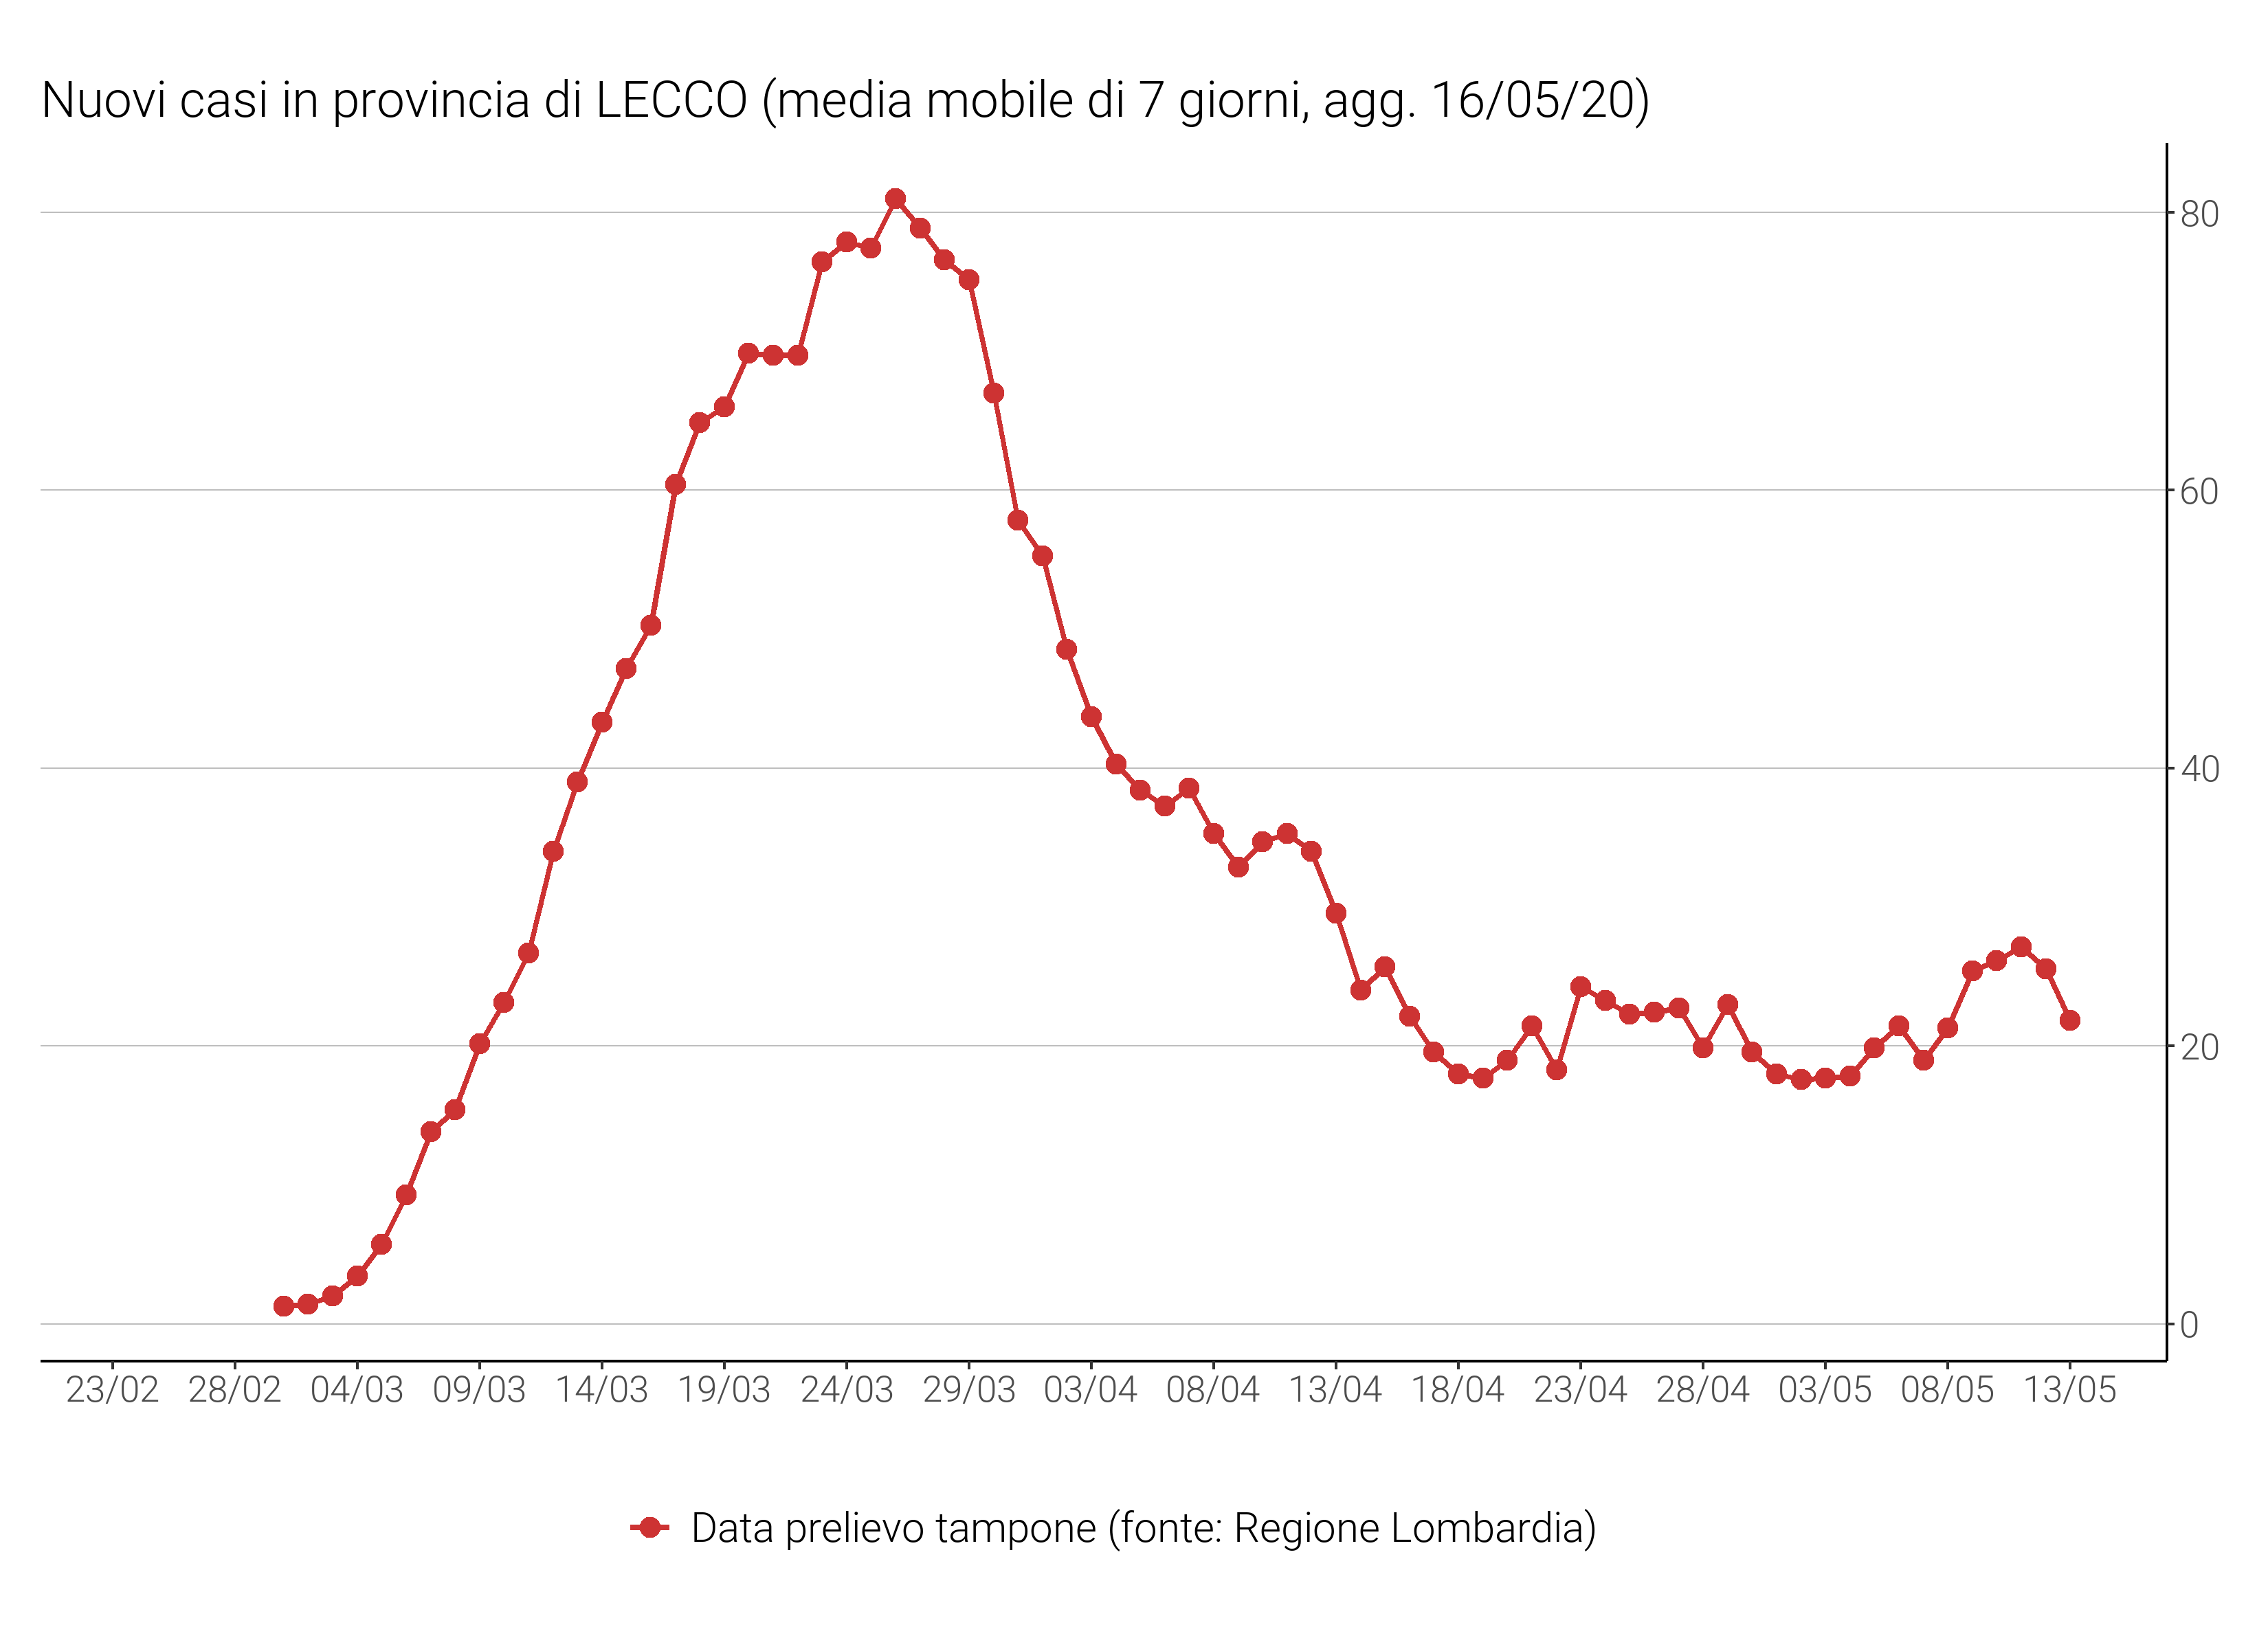 Nuovi casi in provincia di LECCO (media mobile di 7 giorni, agg. 16/05/20)
80
60
40
20
0
23/02 28/02 04/03 09/03 14/03 19/03 24/03 29/03 03/04 08/04 13/04 18/04 23/04 28/04 03/05 08/05 13/05
Data prelievo tampone (fonte: Regione Lombardia)